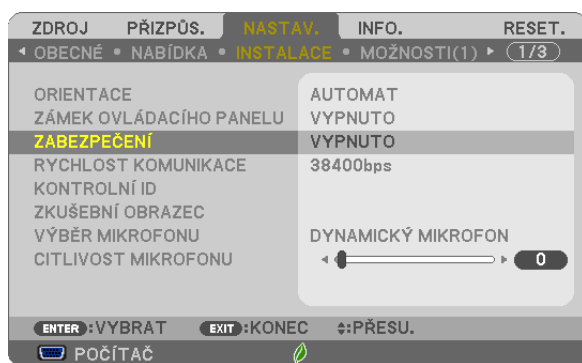 ZDROJ PŘIZPŮS. NASTAV. INFO. RESET.
OBECNÉ • NABÍDKA • INSTALACE • MOŽNOSTI(1) 1/3
ORIENTACE AUTOMAT
ZÁMEK OVLÁDACÍHO PANELU VYPNUTO
ZABEZPEČENÍ VYPNUTO
RYCHLOST KOMUNIKACE 38400bps
KONTROLNÍ ID
ZKUŠEBNÍ OBRAZEC
VÝBĚR MIKROFONU DYNAMICKÝ MIKROFON
CITLIVOST MIKROFONU 0
ENTER :VYBRAT EXIT :KONEC :PŘESU.
POČÍTAČ